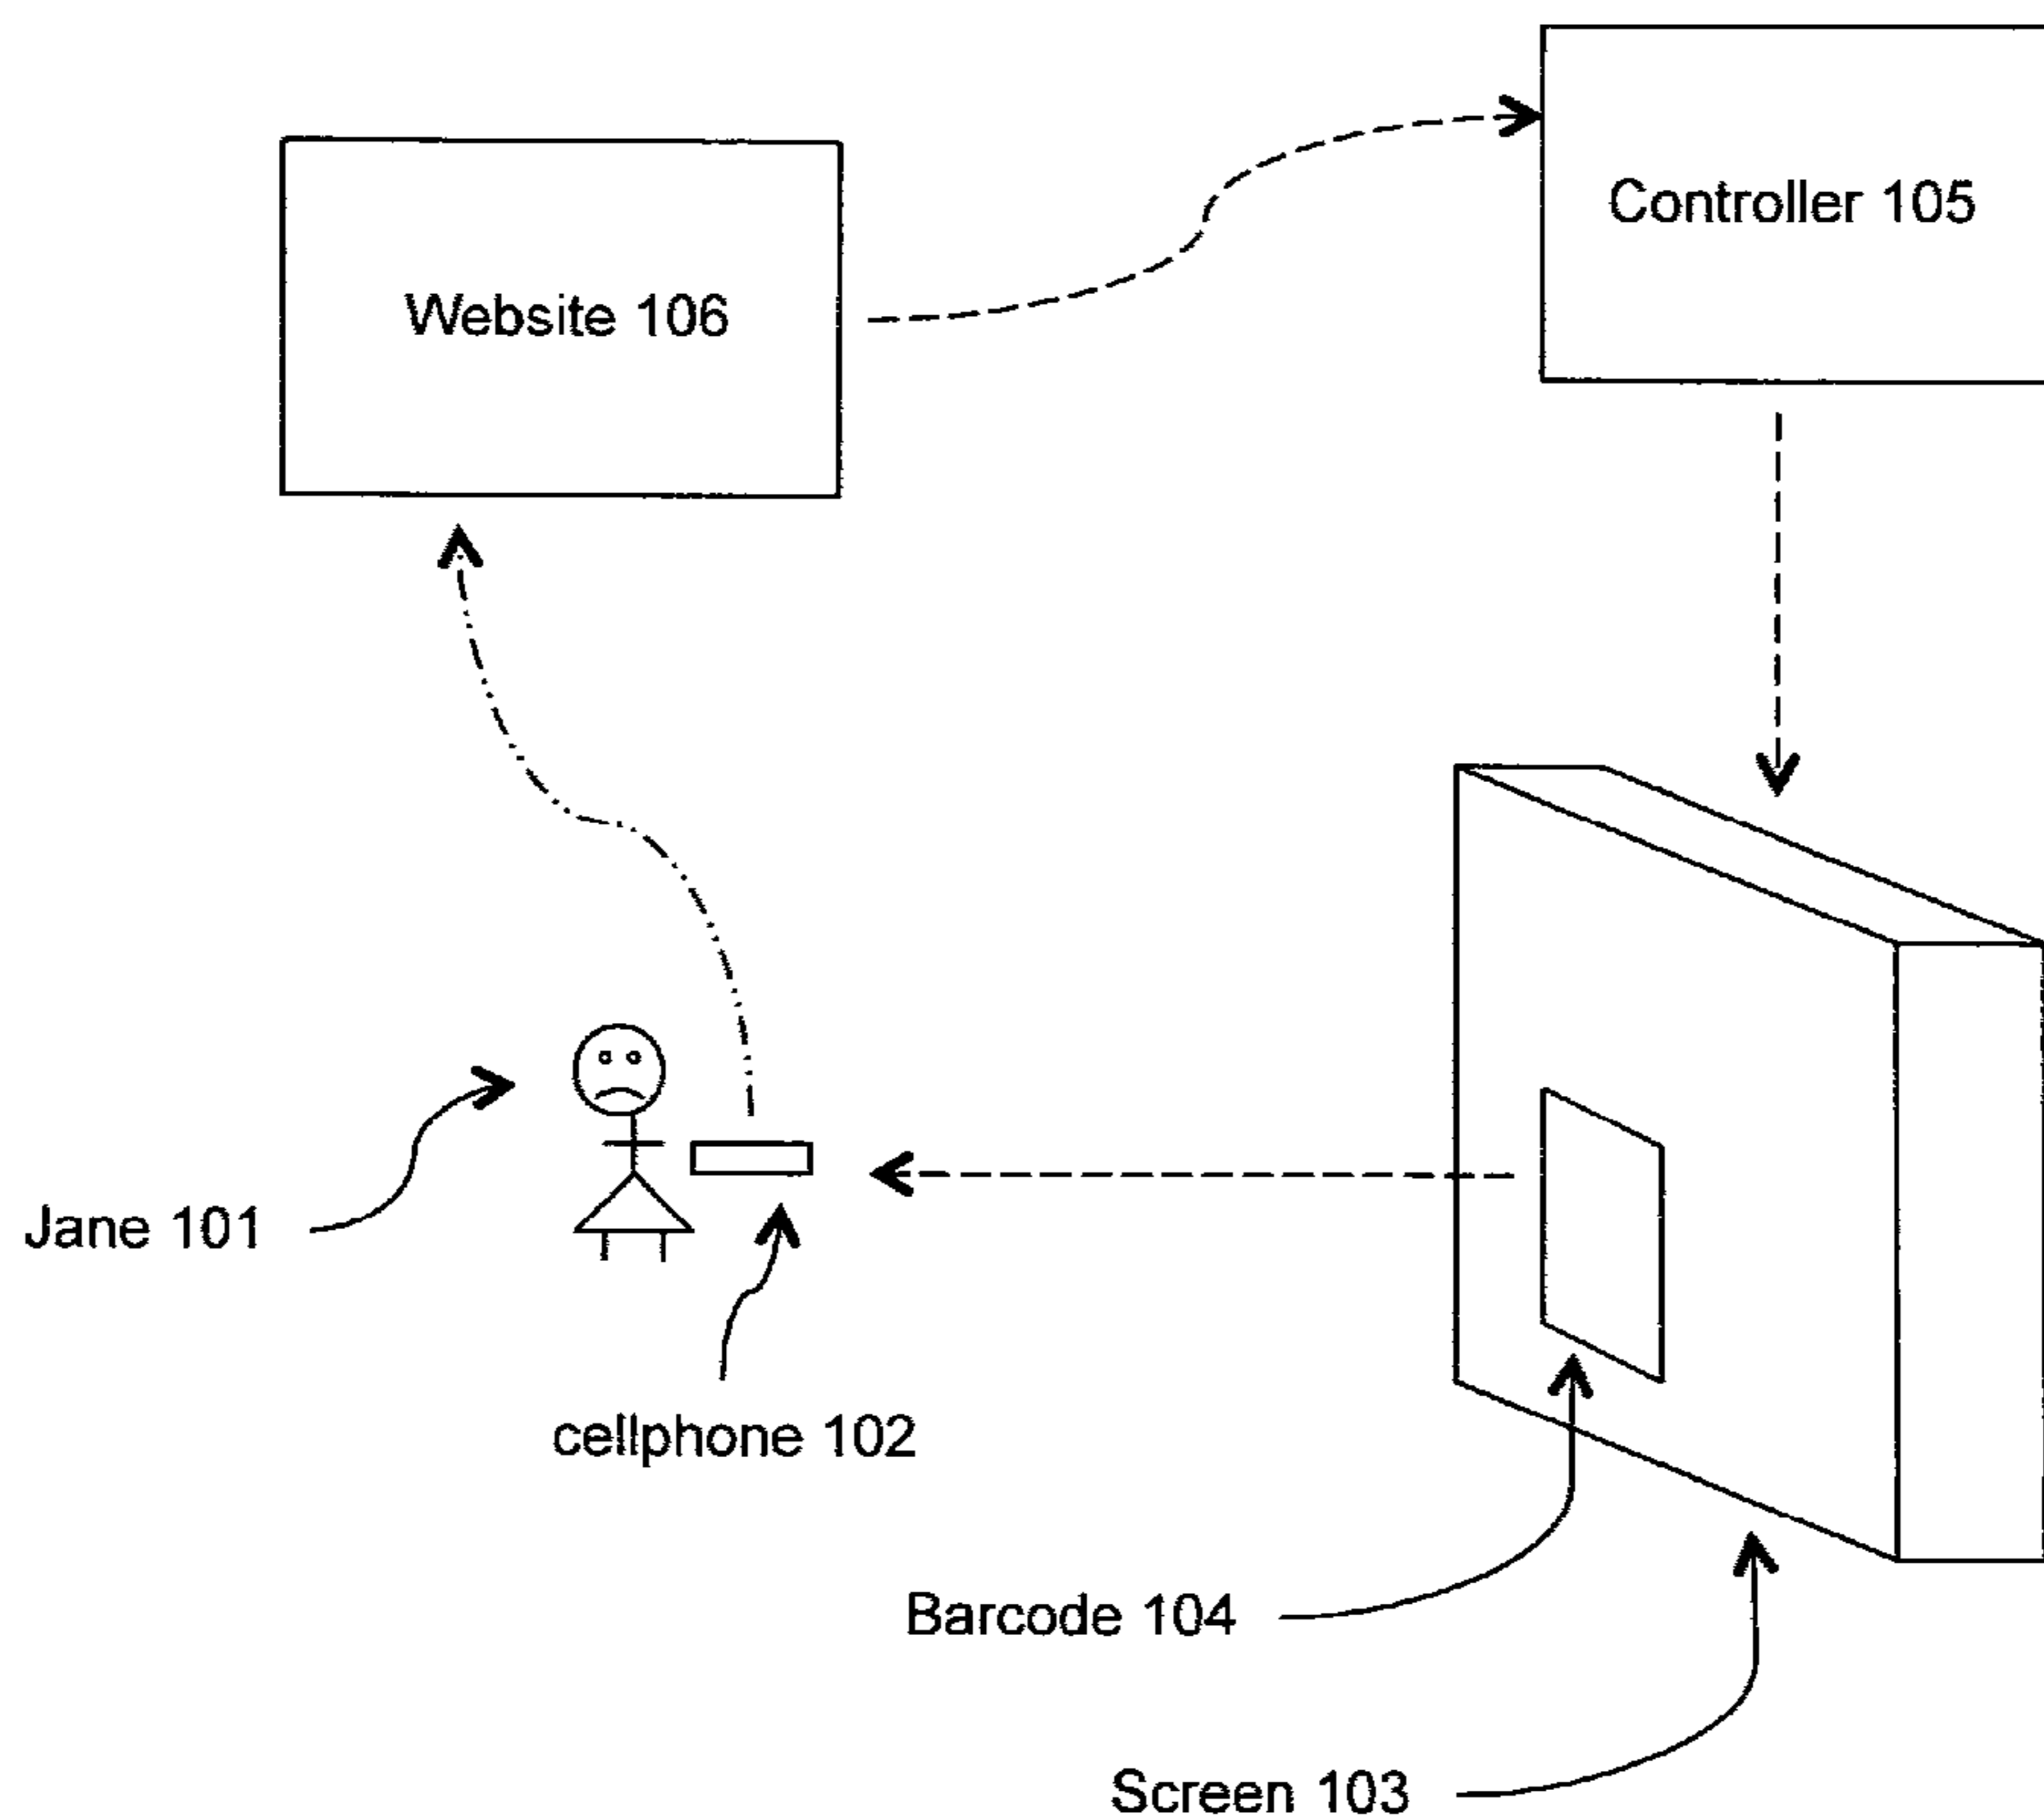 Controller 105
Website 106
Jane 101
cellphone 102
Barcode 104
Screen 103